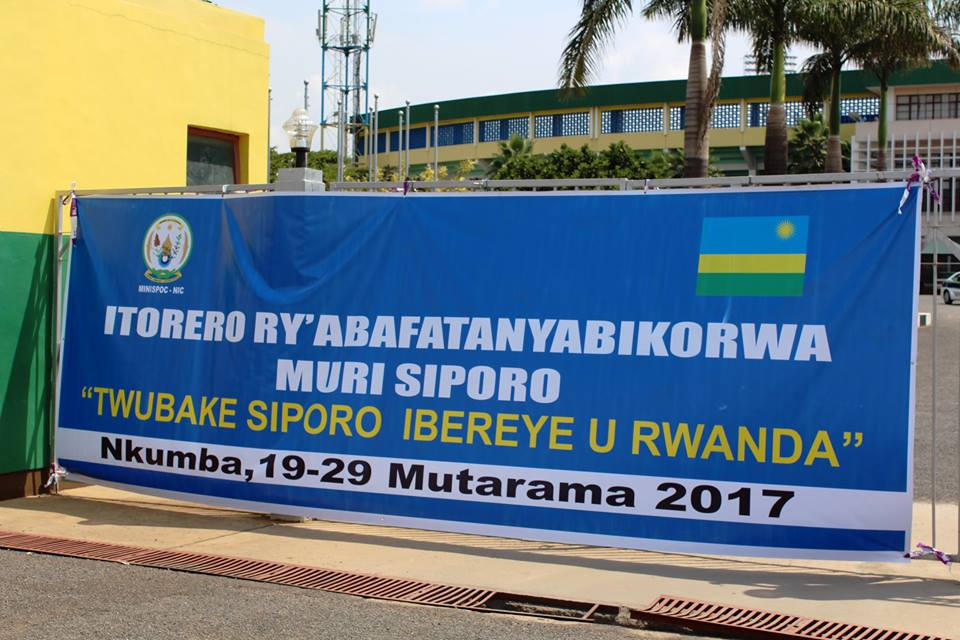 MINISPOC - NIC
ITORERO RY'ABAFATANYABIKORWA
MURI SIPORO
“TWUBAKE SIPORO IBEREYE U RWANDA”
Nkumba,19-29 Mutarama 2017